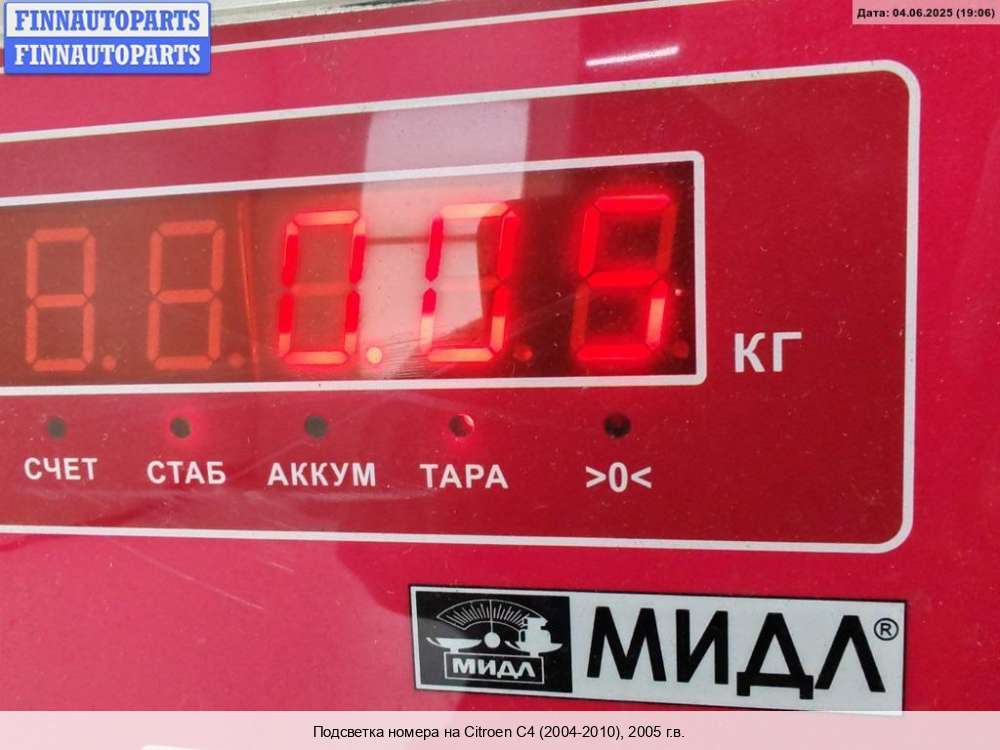 FINNAUTOPARTS
FINNAUTOPARTS
Дата: 04.06.2025 (19:06)
0.05
КГ
СЧЕТ СТАБ АККУМ ТАРА >0<
МИДЛ
МИДЛ®
Подсветка номера на Citroen C4 (2004-2010), 2005 г.в.